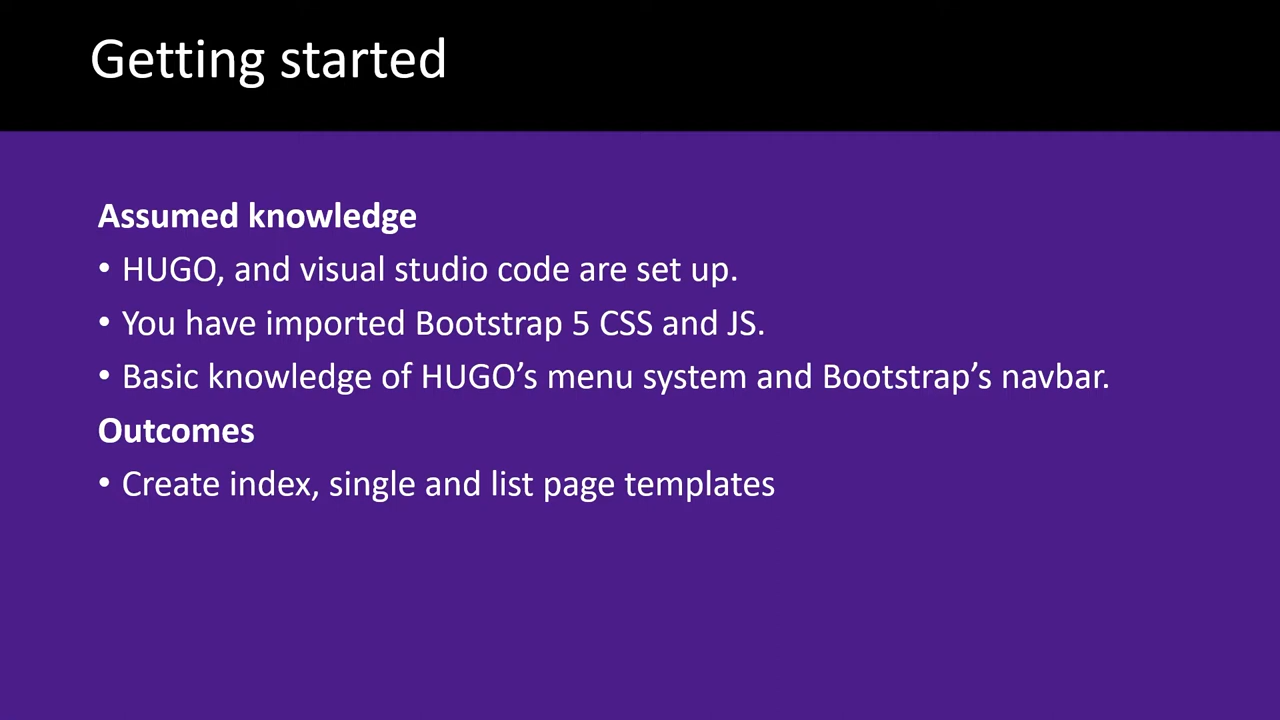 Getting started
Assumed knowledge
• HUGO, and visual studio code are set up.
• You have imported Bootstrap 5 CSS and JS.
• Basic knowledge of HUGO’s menu system and Bootstrap’s navbar.
Outcomes
• Create index, single and list page templates